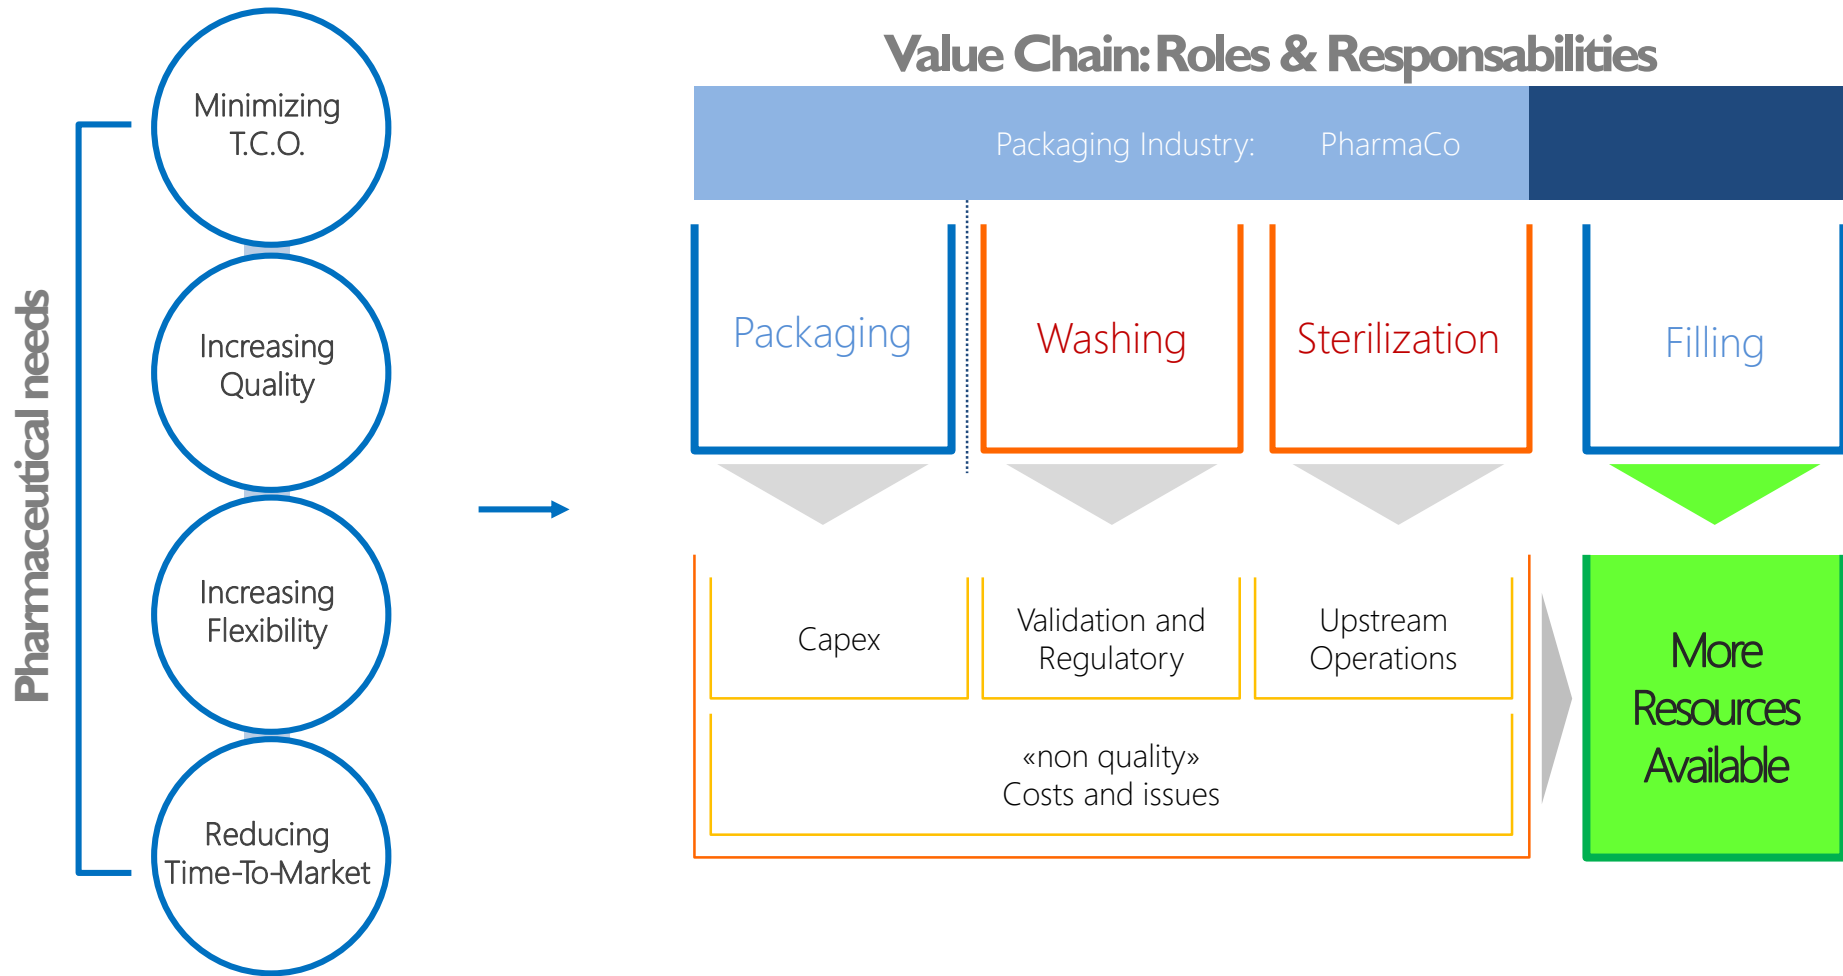 Pharmaceutical needs
Minimizing
T.C.O.
Increasing
Quality
Increasing
Flexibility
Reducing
Time-To-Market
Value Chain: Roles & Responsabilities
Packaging Industry: PharmaCo
Packaging
Washing
Sterilization
Filling
Capex
Validation and
Regulatory
Upstream
Operations
«non quality»
Costs and issues
More
Resources
Available